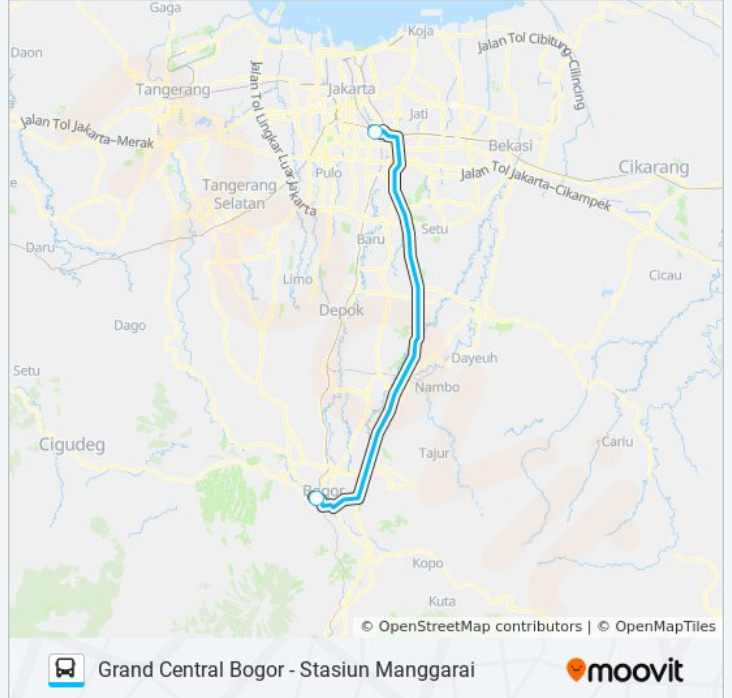 Gaga
Koja
Jalan Tol Cibitung–Cilincing
Daon
Tangerang
Jakarta
Jalan Tol Lingkar Luar Jakarta
Jati
Jalan Tol Jakarta–Merak
Bekasi
Cikarang
Pulo
Jalan Tol Jakarta–Cikampek
Tangerang
Selatan
Setu
Baru
Daru
Cicau
Limo
Depok
Dago
Dayeuh
Setu
Nambo
Cigudeg
Tajur
Cariu
Bogor
Kopo
Kuta
© OpenStreetMap contributors | © OpenMapTiles
Grand Central Bogor - Stasiun Manggarai
moovit